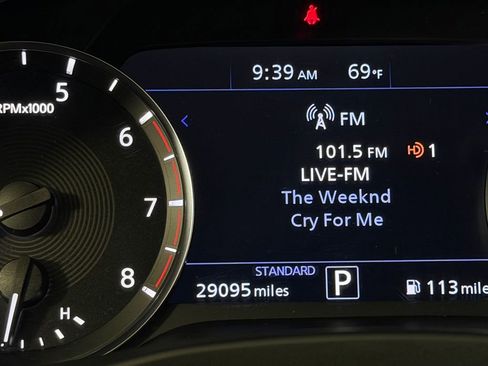 9:39 AM 69°F
5
RPMx1000
FM
6
101.5 FM HD 1
LIVE-FM
The Weeknd
7
Cry For Me
8
STANDARD
29095 miles P 113 mile
H